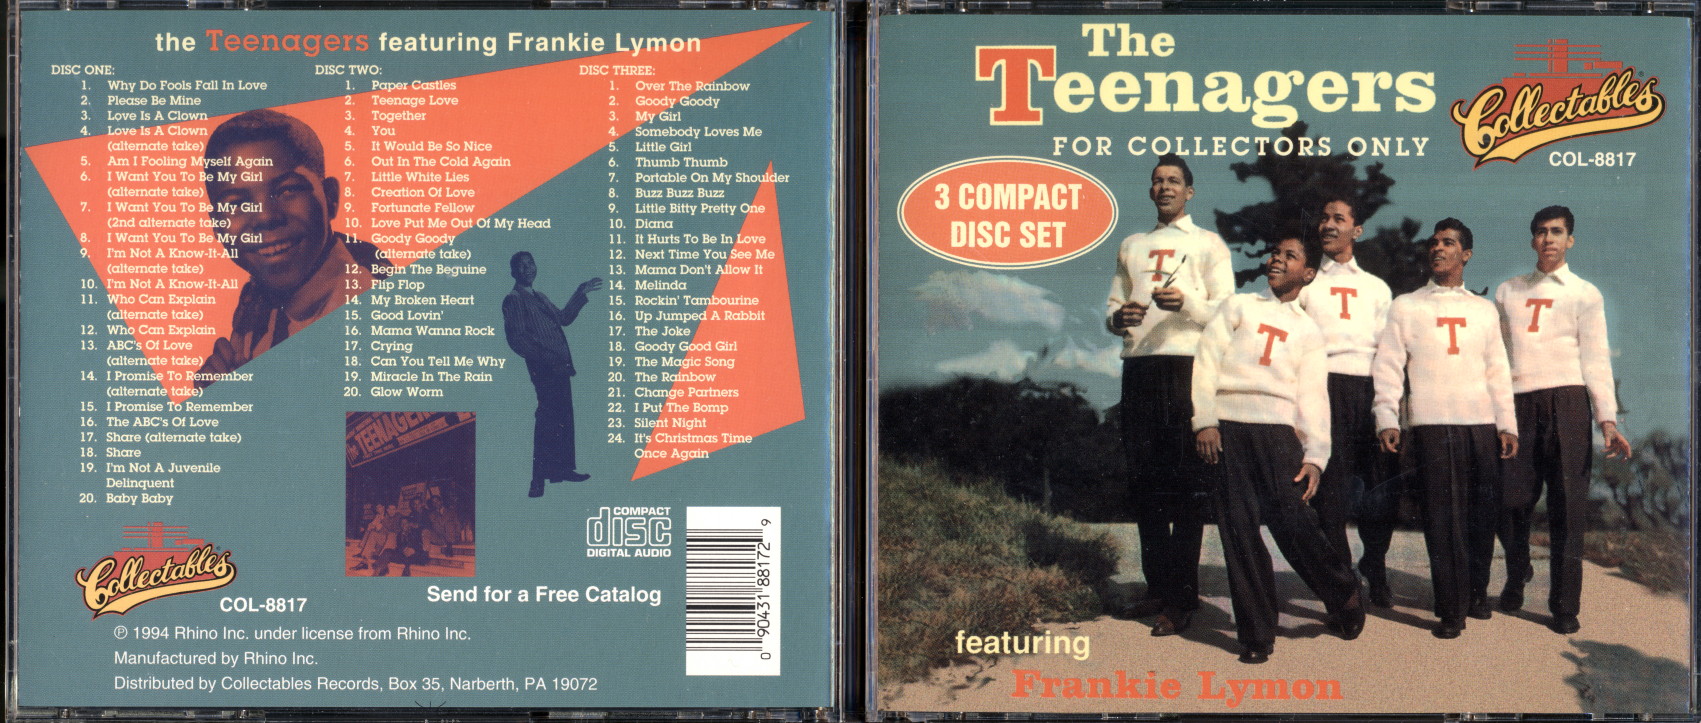 the Teenagers featuring Frankie Lymon
DISC ONE:
1. Why Do Fools Fall In Love
2. Please Be Mine
3. Love Is A Clown
4. Love Is A Clown
(alternate take)
5. Am I Fooling Myself Again
6. I Want You To Be My Girl
(alternate take)
7. I Want You To Be My Girl
(2nd alternate take)
8. I Want You To Be My Girl
9. I'm Not A Know-It-All
(alternate take)
10. I'm Not A Know-It-All
11. Who Can Explain
(alternate take)
12. Who Can Explain
13. ABC's Of Love
(alternate take)
14. I Promise To Remember
(alternate take)
15. I Promise To Remember
16. The ABC's Of Love
17. Share (alternate take)
18. Share
19. I'm Not A Juvenile
Delinquent
20. Baby Baby
DISC TWO:
1. Paper Castles
2. Teenage Love
3. Together
4. You
5. It Would Be So Nice
6. Out In The Cold Again
7. Little White Lies
8. Creation Of Love
9. Fortunate Fellow
10. Love Put Me Out Of My Head
11. Goody Goody
(alternate take)
12. Begin The Beguine
13. Flip Flop
14. My Broken Heart
15. Good Lovin'
16. Mama Wanna Rock
17. Crying
18. Can You Tell Me Why
19. Miracle In The Rain
20. Glow Worm
DISC THREE:
1. Over The Rainbow
2. Goody Goody
3. My Girl
4. Somebody Loves Me
5. Little Girl
6. Thumb Thumb
7. Portable On My Shoulder
8. Buzz Buzz Buzz
9. Little Bitty Pretty One
10. Diana
11. It Hurts To Be In Love
12. Next Time You See Me
13. Mama Don't Allow It
14. Melinda
15. Rockin' Tambourine
16. Up Jumped A Rabbit
17. The Joke
18. Goody Good Girl
19. The Magic Song
20. The Rainbow
21. Change Partners
22. I Put The Bomp
23. Silent Night
24. It's Christmas Time
Once Again
TEENAGERS
COMPACT
disc
DIGITAL AUDIO
Collectables
COL-8817
Send for a Free Catalog
0 90431 88172 9
℗ 1994 Rhino Inc. under license from Rhino Inc.
Manufactured by Rhino Inc.
Distributed by Collectables Records, Box 35, Narberth, PA 19072
The
Teenagers
FOR COLLECTORS ONLY
Collectables
COL-8817
3 COMPACT
DISC SET
T
T
T
T
T
featuring
Frankie Lymon